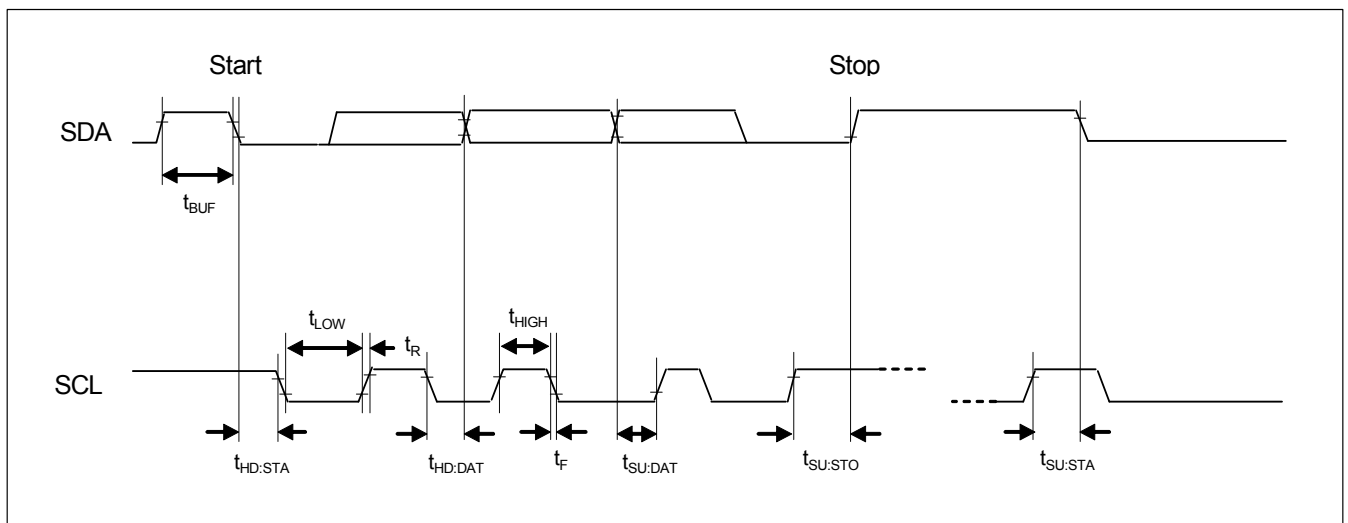 Start
Stop
SDA
tBUF
tLOW
tR
tHIGH
SCL
tHD:STA
tHD:DAT
tF
tSU:DAT
tSU:STO
tSU:STA